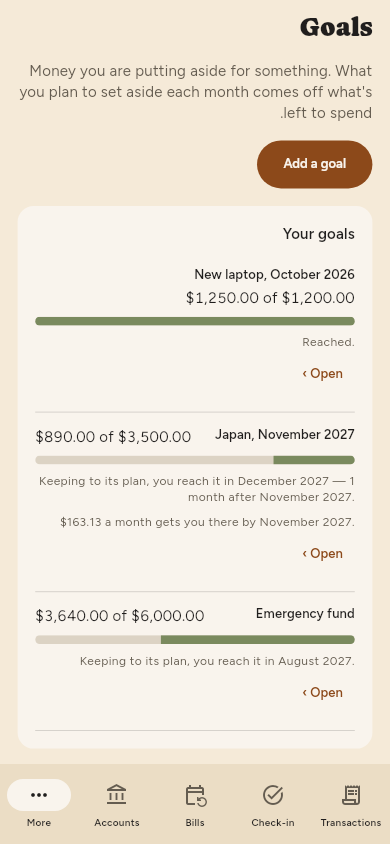 Goals
Money you are putting aside for something. What
you plan to set aside each month comes off what's
.left to spend
Add a goal
Your goals
New laptop, October 2026
$1,250.00 of $1,200.00
Reached.
‹ Open
Japan, November 2027
$890.00 of $3,500.00
Keeping to its plan, you reach it in December 2027 — 1
month after November 2027.
$163.13 a month gets you there by November 2027.
‹ Open
Emergency fund
$3,640.00 of $6,000.00
Keeping to its plan, you reach it in August 2027.
‹ Open
More
Accounts
Bills
Check-in
Transactions